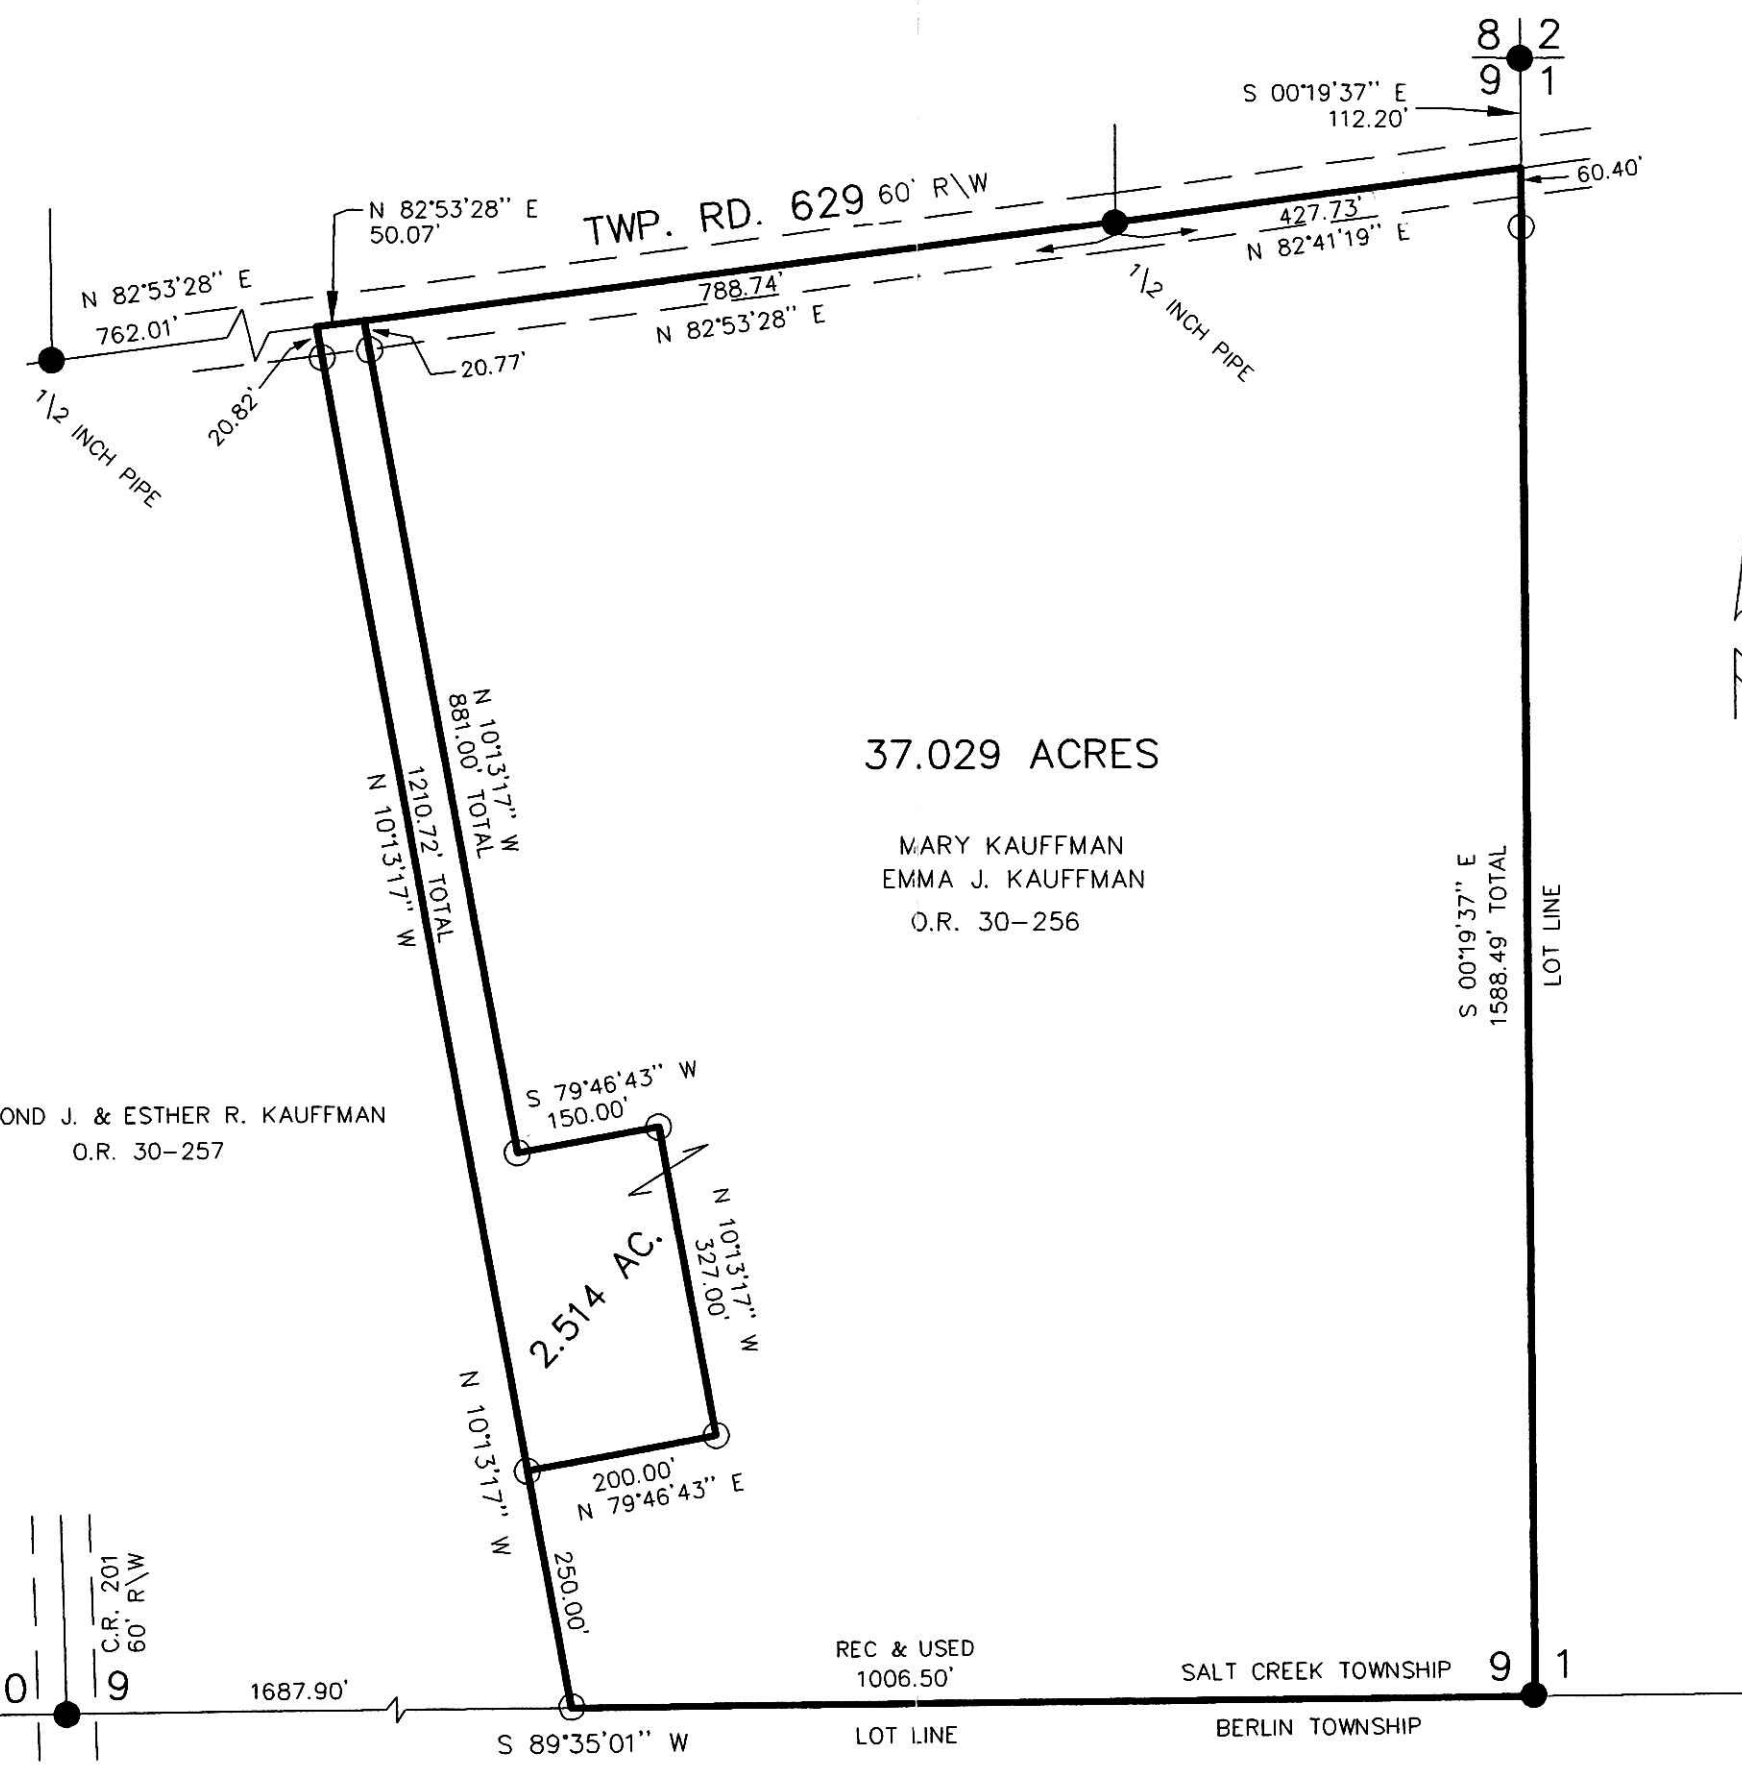 8 2
9 1
S 00°19'37" E
112.20'
60.40'
N 82°53'28" E
50.07'
TWP. RD. 629 60' R\W
427.73'
N 82°41'19" E
N 82°53'28" E
762.01'
788.74'
N 82°53'28" E
1/2 INCH PIPE
20.77'
20.82'
1/2 INCH PIPE
N 10°13'17" W
881.00' TOTAL
1210.72' TOTAL
N 10°13'17" W
37.029 ACRES
MARY KAUFFMAN
EMMA J. KAUFFMAN
O.R. 30-256
S 00°19'37" E
1588.49' TOTAL
LOT LINE
OND J. & ESTHER R. KAUFFMAN
O.R. 30-257
S 79°46'43" W
150.00'
N 10°13'17" W
327.00'
2.514 AC.
N 10°13'17" W
200.00'
N 79°46'43" E
250.00'
C.R. 201
60' R\W
0 9
1687.90'
REC & USED
1006.50'
SALT CREEK TOWNSHIP
9 1
S 89°35'01" W
LOT LINE
BERLIN TOWNSHIP